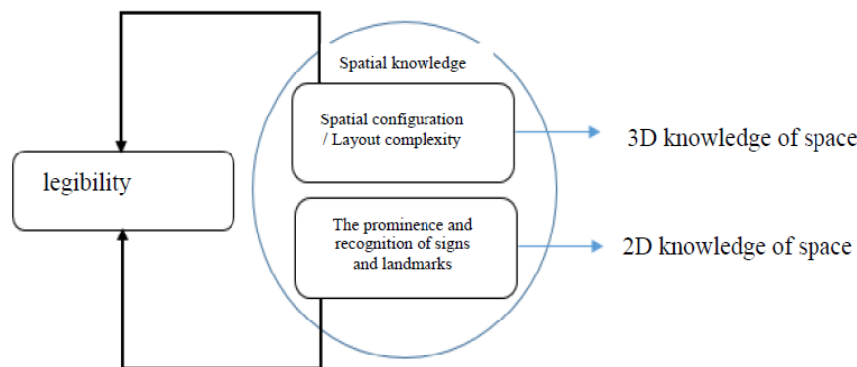 Spatial knowledge
Spatial configuration
/ Layout complexity
3D knowledge of space
legibility
The prominence and
recognition of signs
and landmarks
2D knowledge of space